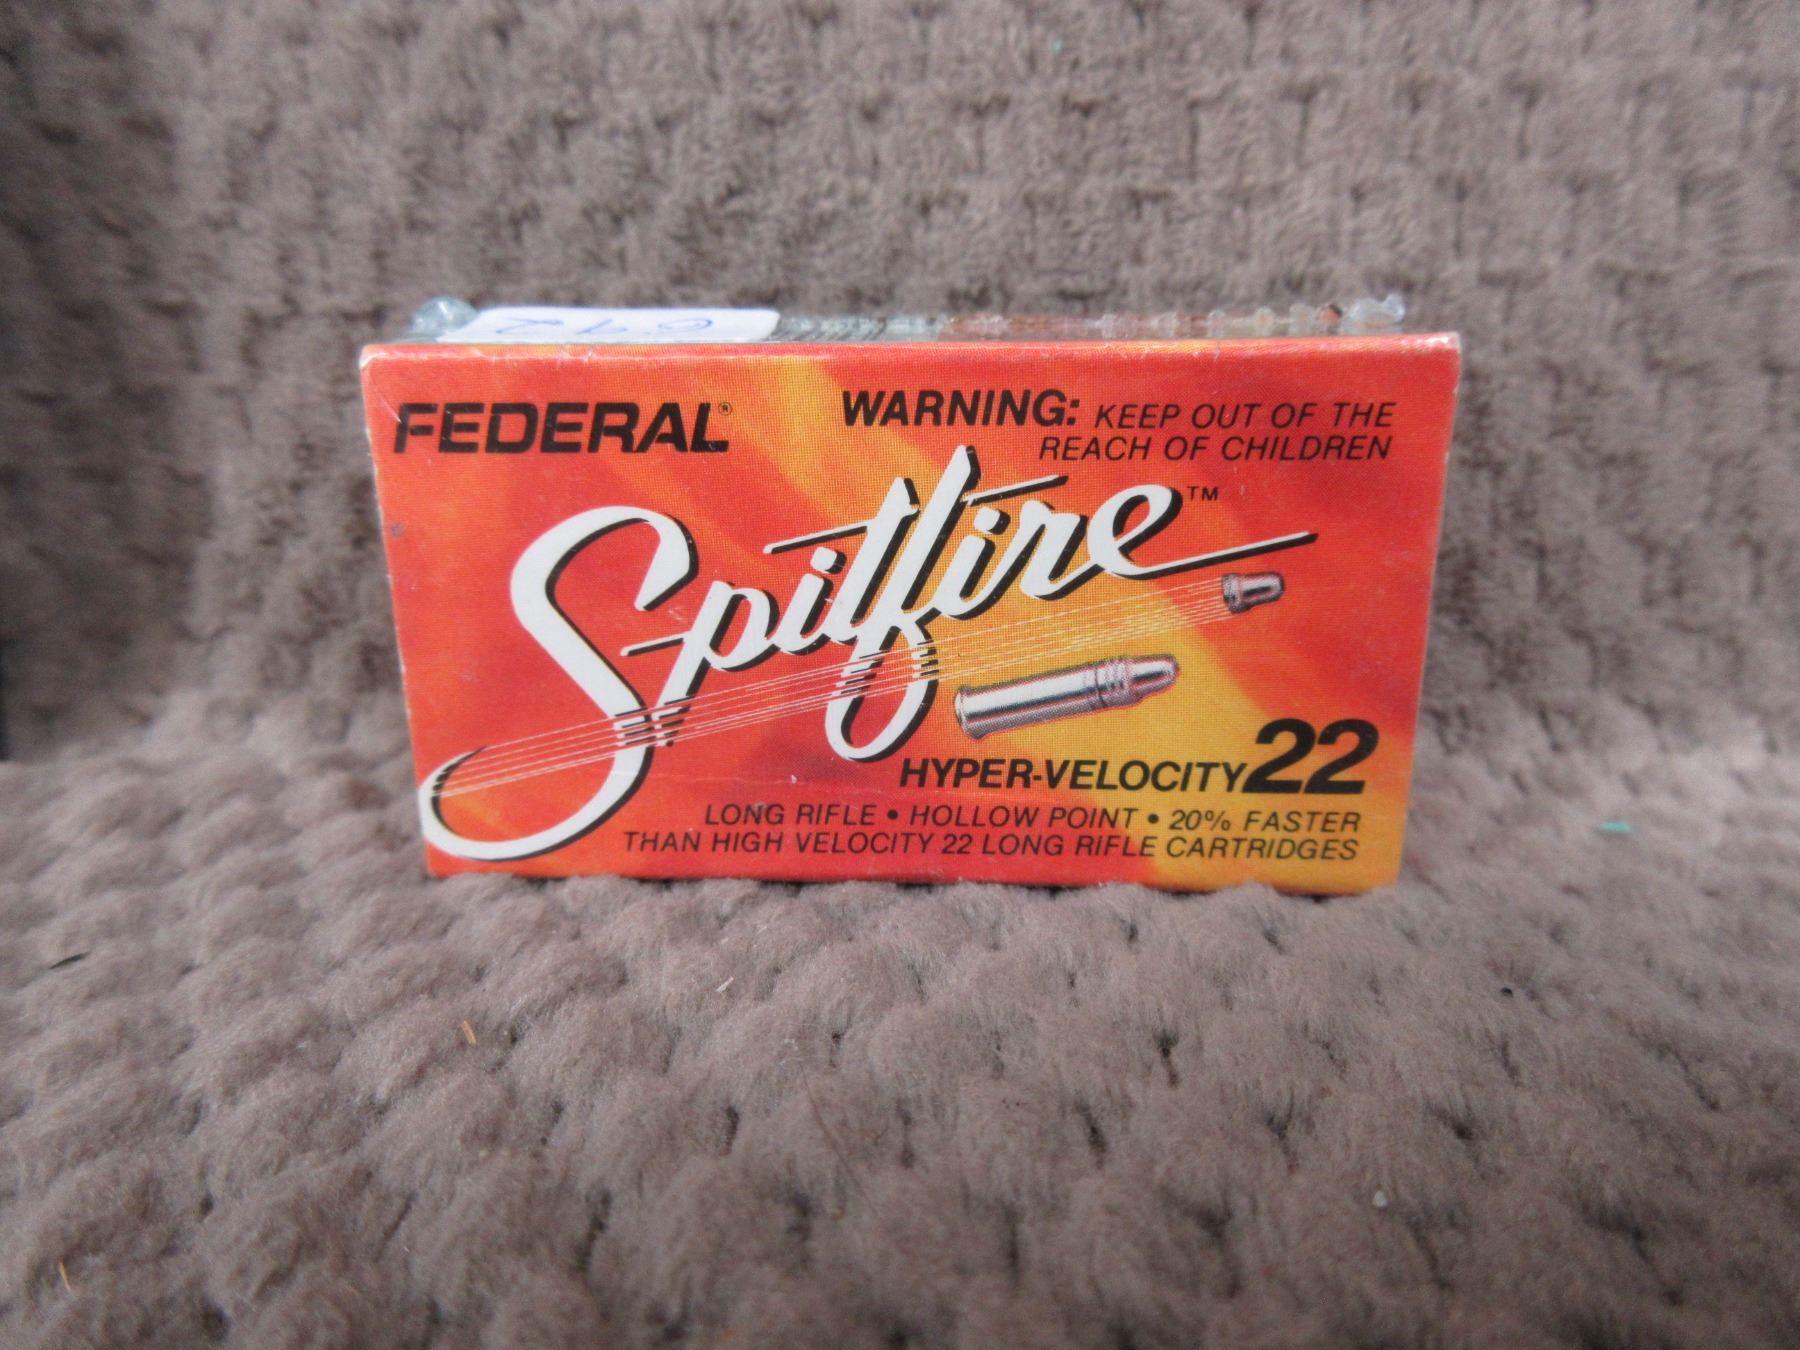 FEDERAL®
WARNING: KEEP OUT OF THE
REACH OF CHILDREN
Spitfire™
HYPER-VELOCITY 22
LONG RIFLE • HOLLOW POINT • 20% FASTER
THAN HIGH VELOCITY 22 LONG RIFLE CARTRIDGES